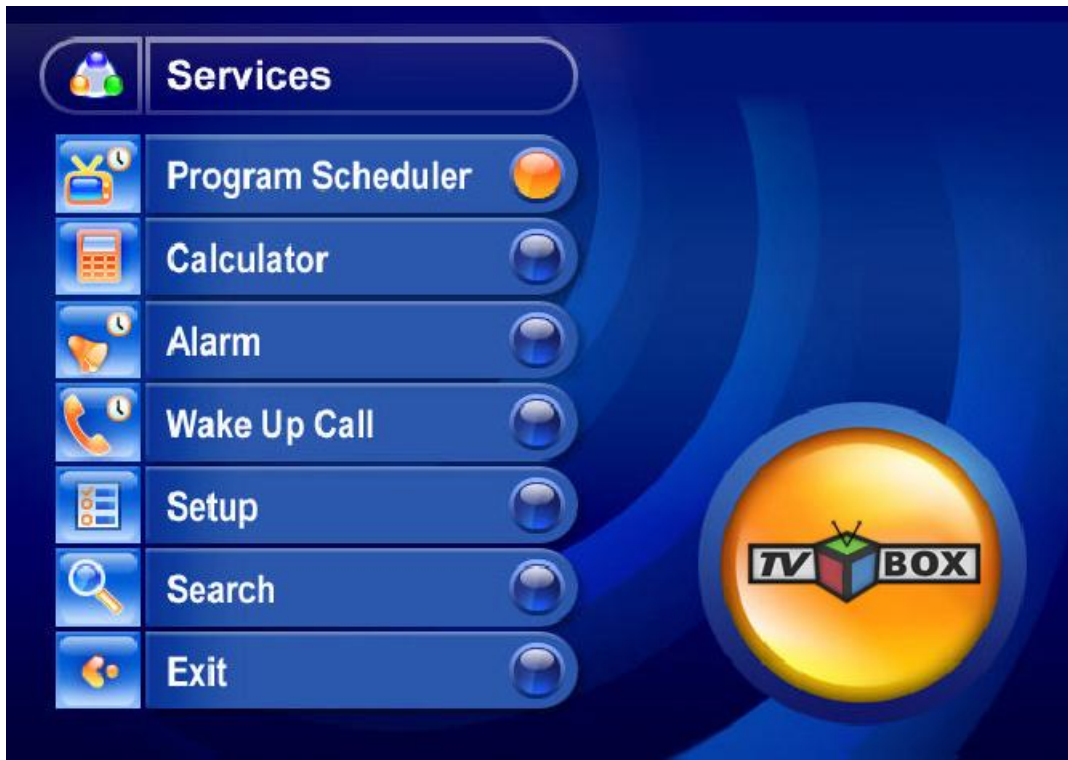 Services
Program Scheduler
Calculator
Alarm
Wake Up Call
Setup
Search
Exit
TV BOX